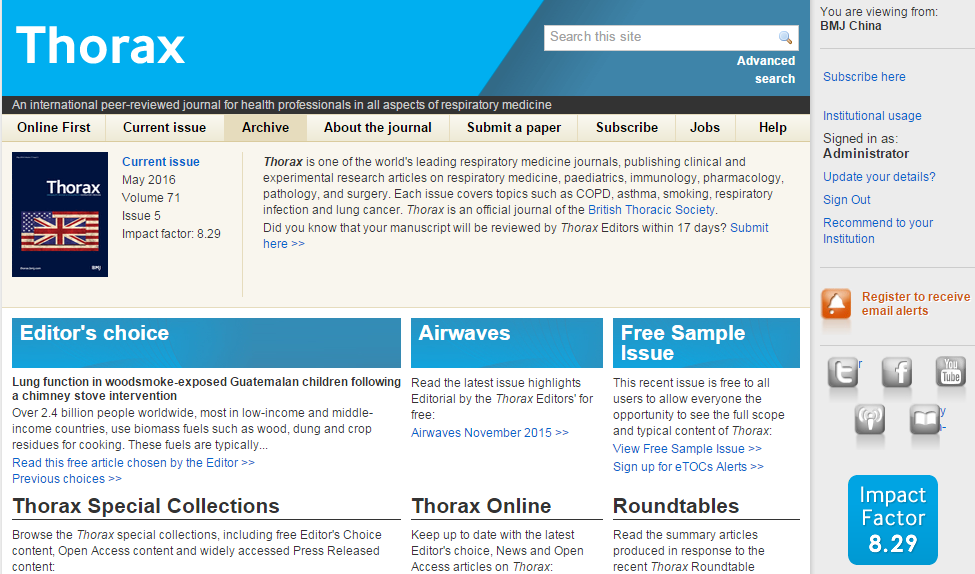 Thorax
Search this site
Advanced
search
An international peer-reviewed journal for health professionals in all aspects of respiratory medicine
Online First
Current issue
Archive
About the journal
Submit a paper
Subscribe
Jobs
Help
Thorax
BMJ
Current issue
May 2016
Volume 71
Issue 5
Impact factor: 8.29
Thorax is one of the world's leading respiratory medicine journals, publishing clinical and
experimental research articles on respiratory medicine, paediatrics, immunology, pharmacology,
pathology, and surgery. Each issue covers topics such as COPD, asthma, smoking, respiratory
infection and lung cancer. Thorax is an official journal of the British Thoracic Society.
Did you know that your manuscript will be reviewed by Thorax Editors within 17 days? Submit
here >>
Editor's choice
Lung function in woodsmoke-exposed Guatemalan children following
a chimney stove intervention
Over 2.4 billion people worldwide, most in low-income and middle-
income countries, use biomass fuels such as wood, dung and crop
residues for cooking. These fuels are typically...
Read this free article chosen by the Editor >>
Previous choices >>
Airwaves
Read the latest issue highlights
Editorial by the Thorax Editors' for
free:
Airwaves November 2015 >>
Free Sample
Issue
This recent issue is free to all
users to allow everyone the
opportunity to see the full scope
and typical content of Thorax:
View Free Sample Issue >>
Sign up for eTOCs Alerts >>
Thorax Special Collections
Browse the Thorax special collections, including free Editor's Choice
content, Open Access content and widely accessed Press Released
content:
Thorax Online
Keep up to date with the latest
Editor's choice, News and Open
Access articles on Thorax:
Roundtables
Read the summary articles
produced in response to the
recent Thorax Roundtable
You are viewing from:
BMJ China
Subscribe here
Institutional usage
Signed in as:
Administrator
Update your details?
Sign Out
Recommend to your
Institution
Register to receive
email alerts
You
Tube
Impact
Factor
8.29